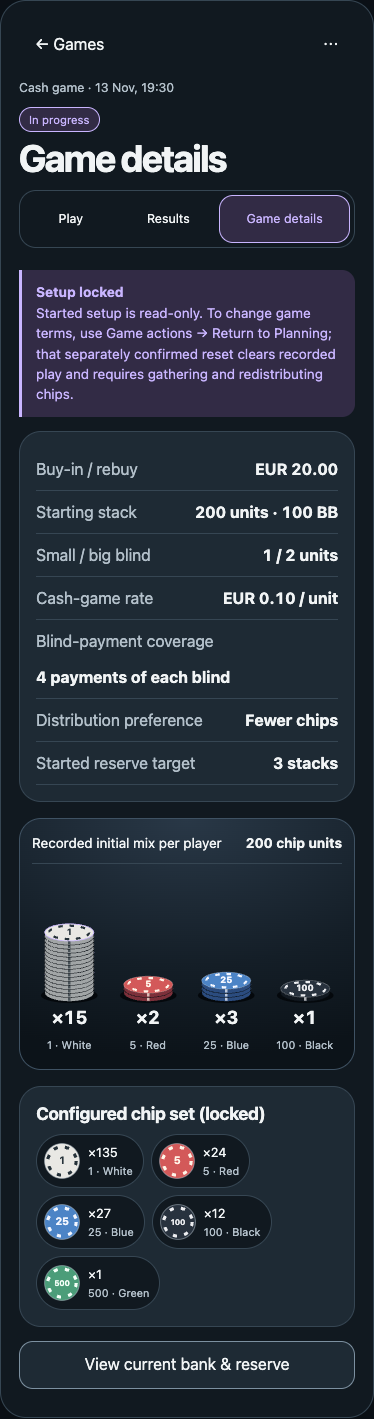 ← Games
...
Cash game · 13 Nov, 19:30
In progress
Game details
Play Results Game details
Setup locked
Started setup is read-only. To change game
terms, use Game actions → Return to Planning;
that separately confirmed reset clears recorded
play and requires gathering and redistributing
chips.
Buy-in / rebuy EUR 20.00
Starting stack 200 units · 100 BB
Small / big blind 1 / 2 units
Cash-game rate EUR 0.10 / unit
Blind-payment coverage
4 payments of each blind
Distribution preference Fewer chips
Started reserve target 3 stacks
Recorded initial mix per player 200 chip units
1 5 25 100
×15 ×2 ×3 ×1
1 · White 5 · Red 25 · Blue 100 · Black
Configured chip set (locked)
1 ×135 5 ×24
1 · White 5 · Red
25 ×27 100 ×12
25 · Blue 100 · Black
500 ×1
500 · Green
View current bank & reserve